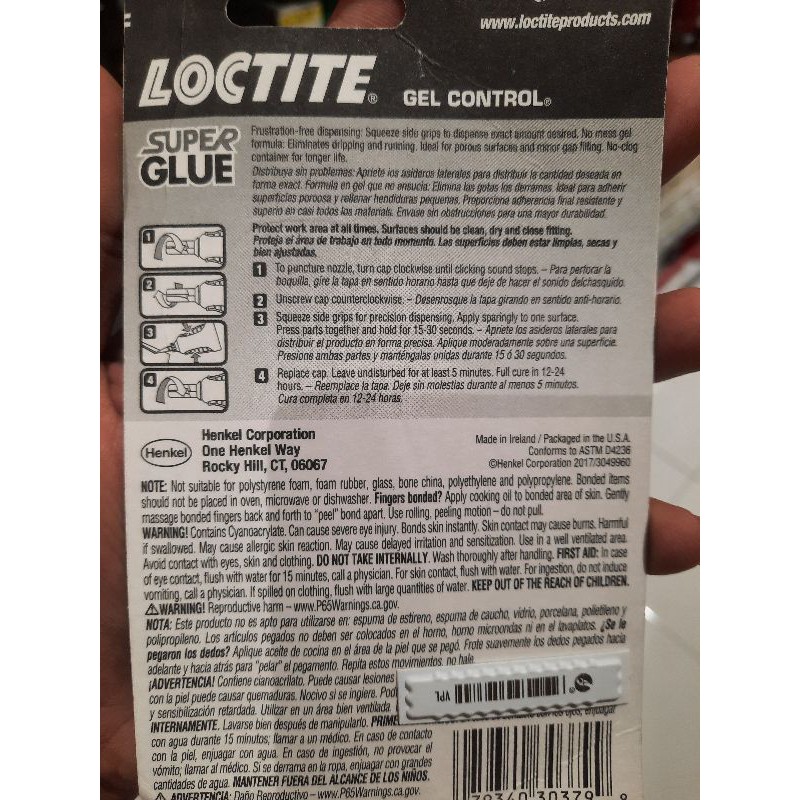 www.loctiteproducts.com
LOCTITE® GEL CONTROL®
SUPER
GLUE
Frustration-free dispensing: Squeeze side grips to dispense exact amount desired. No mess gel
formula: Eliminates dripping and running. Ideal for porous surfaces and minor gap filling. No-clog
container for longer life.
Distribuya sin problemas: Apriete los asideros laterales para distribuir la cantidad deseada en
forma exact. Formula en gel que no ensucia: Elimina las gotas los derrames. Ideal para adherir
superficies poroosa y rellenar hendiduras pequenas. Proporciona adherencia final resistente y
superio en casi todos los materials. Envase sin obstrucciones para una mayor durabilidad.
Protect work area at all times. Surfaces should be clean, dry and close fitting.
Proteja el área de trabajo en todo momento. Las superficies deben estar limpias, secas y
bien ajustadas.
1 To puncture nozzle, turn cap clockwise until clicking sound stops. – Para perforar la
boquilla, gire la tapa en sentido horario hasta que deje de hacer el sonido delchasquido.
2 Unscrew cap counterclockwise. – Desenrosque la tapa girando en sentido anti-horario.
3 Squeeze side grips for precision dispensing. Apply sparingly to one surface.
Press parts together and hold for 15-30 seconds. – Apriete los asideros laterales para
distribuir el producto en forma precisa. Aplique moderadamente sobre una superficie.
Presione ambas partes y manténgalas unidas durante 15 ó 30 segundos.
4 Replace cap. Leave undisturbed for at least 5 minutes. Full cure in 12-24
hours. – Reemplace la tapa. Deje sin molestias durante al menos 5 minutos.
Cura completa en 12-24 horas.
1
2
3
4
Henkel
Henkel Corporation
One Henkel Way
Rocky Hill, CT, 06067
Made in Ireland / Packaged in the U.S.A.
Conforms to ASTM D4236
©Henkel Corporation 2017/3049960
NOTE: Not suitable for polystyrene foam, foam rubber, glass, bone china, polyethylene and polypropylene. Bonded items
should not be placed in oven, microwave or dishwasher. Fingers bonded? Apply cooking oil to bonded area of skin. Gently
massage bonded fingers back and forth to "peel" bond apart. Use rolling, peeling motion – do not pull.
WARNING! Contains Cyanoacrylate. Can cause severe eye injury. Bonds skin instantly. Skin contact may cause burns. Harmful
if swallowed. May cause allergic skin reaction. May cause delayed irritation and sensitization. Use in a well ventilated area.
Avoid contact with eyes, skin and clothing. DO NOT TAKE INTERNALLY. Wash thoroughly after handling. FIRST AID: In case
of eye contact, flush with water for 15 minutes, call a physician. For skin contact, flush with water. For ingestion, do not induce
vomiting, call a physician. If spilled on clothing, flush with large quantities of water. KEEP OUT OF THE REACH OF CHILDREN.
⚠WARNING! Reproductive harm – www.P65Warnings.ca.gov.
NOTA: Este producto no es apto para utilizarse en: espuma de estireno, espuma de caucho, vidrio, porcelana, polietileno y
polipropileno. Los artículos pegados no deben ser colocados en el horno, horno microondas ni en el lavaplatos. ¿Se le
pegaron los dedos? Aplique aceite de cocina en el área de la piel que se pegó. Frote suavemente los dedos pegados hacia
adelante y hacia atrás para "pelar" el pegamento. Repita estos movimientos, no hale
¡ADVERTENCIA! Contiene cianoacrilato. Puede causar lesiones
con la piel puede causar quemaduras. Nocivo si se ingiere. Pod
y sensibilización retardada. Utilizar en un área bien ventilada
INTERNAMENTE. Lavarse bien después de manipularlo. PRIME
con agua durante 15 minutos; llamar a un médico. En caso de contacto
con la piel, enjuagar con agua. En caso de ingestión, no provocar el
vómito; llamar al médico. Si se derrama en la ropa, enjuagar con grandes
cantidades de agua. MANTENER FUERA DEL ALCANCE DE LOS NIÑOS.
⚠ADVERTENCIA: Daño Reproductivo – www.P65Warnings.ca.gov.
VPL
79340 30379 8